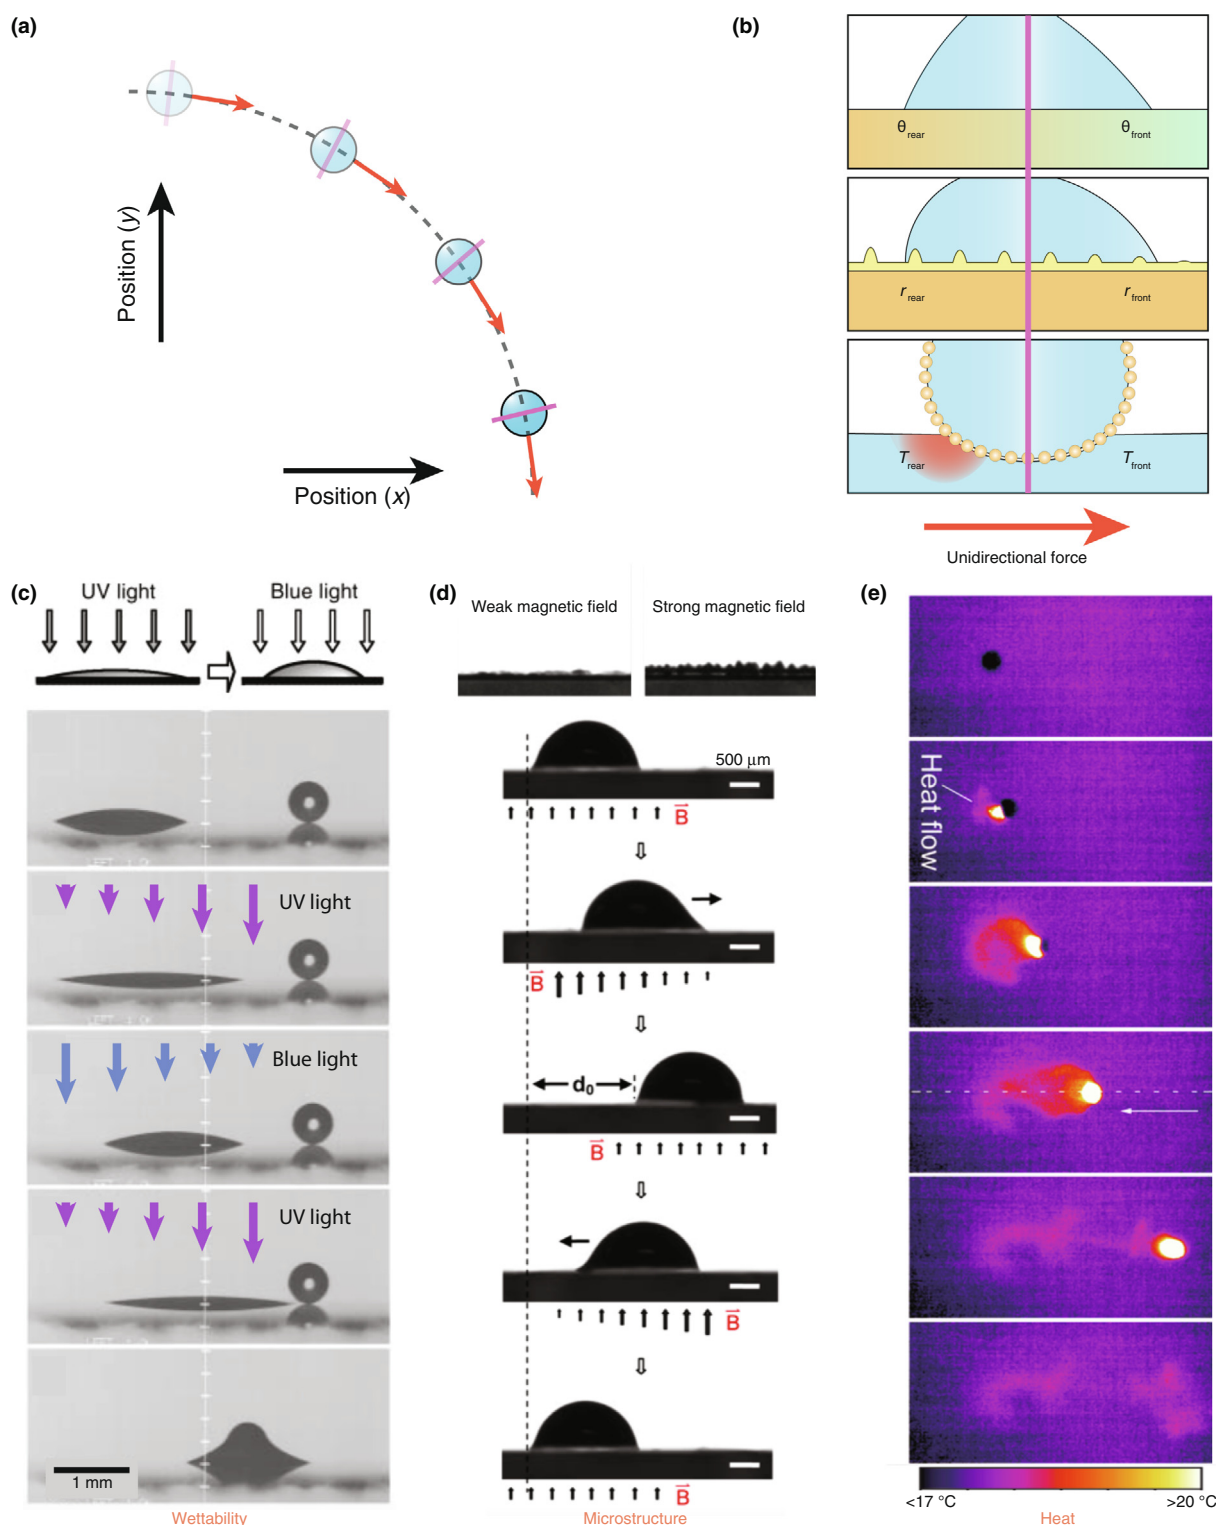 (a)
Position (y)
Position (x)
(b)
θrear
θfront
rrear
rfront
Trear
Tfront
Unidirectional force
(c)
UV light
Blue light
UV light
Blue light
UV light
1 mm
Wettability
(d)
Weak magnetic field
Strong magnetic field
500 μm
B
B
d0
B
B
B
Microstructure
(e)
Heat flow
<17 °C
>20 °C
Heat